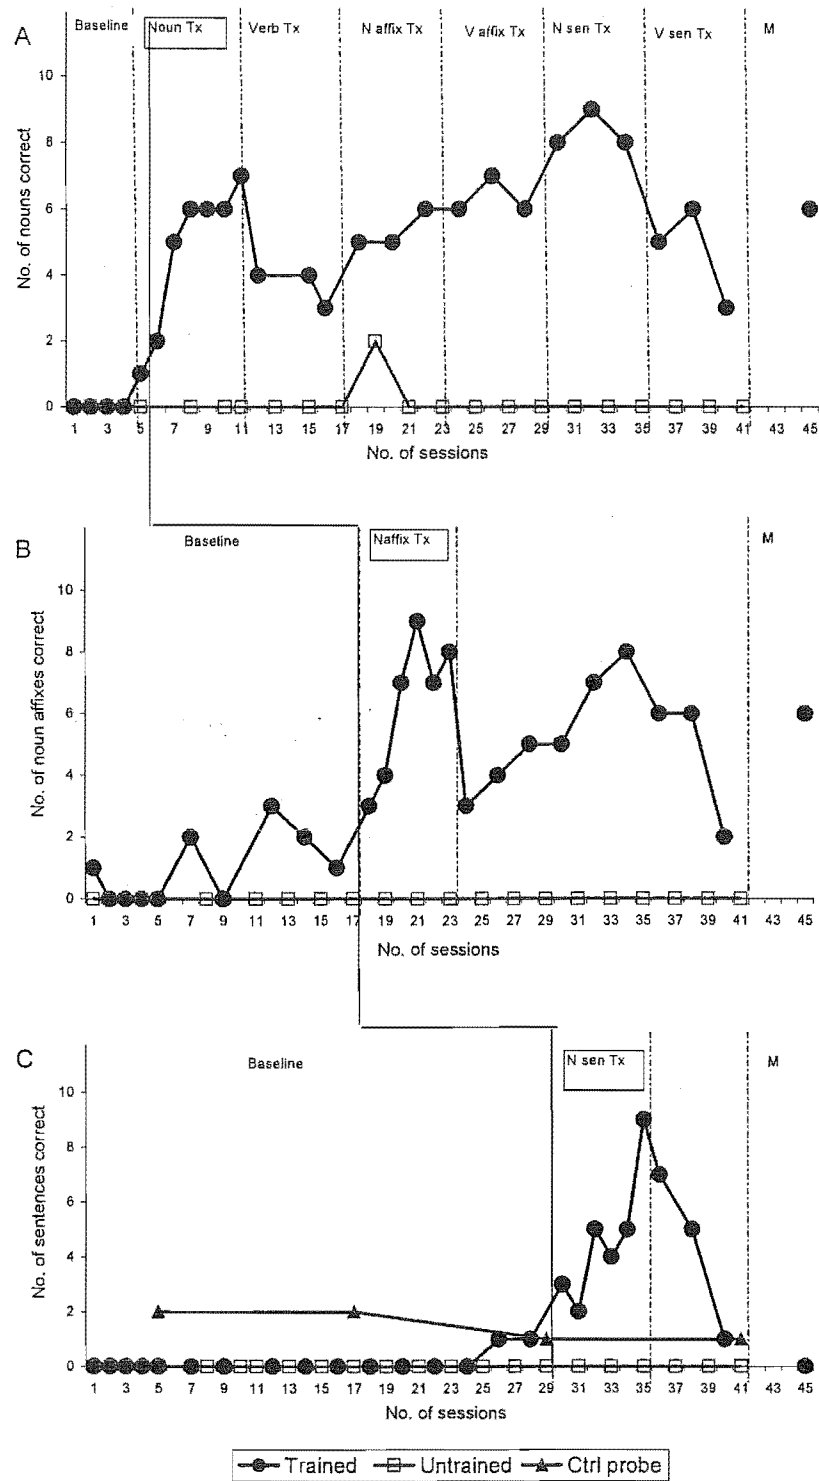 A
Baseline Noun Tx Verb Tx N affix Tx V affix Tx N sen Tx V sen Tx M
No. of nouns correct
10
8
6
4
2
0
1 3 5 7 9 11 13 15 17 19 21 23 25 27 29 31 33 35 37 39 41 43 45
No. of sessions
B
Baseline Naffix Tx M
No. of noun affixes correct
10
8
6
4
2
0
1 3 5 7 9 11 13 15 17 19 21 23 25 27 29 31 33 35 37 39 41 43 45
No. of sessions
C
Baseline N sen Tx M
No. of sentences correct
10
8
6
4
2
0
1 3 5 7 9 11 13 15 17 19 21 23 25 27 29 31 33 35 37 39 41 43 45
No. of sessions
Trained Untrained Ctrl probe